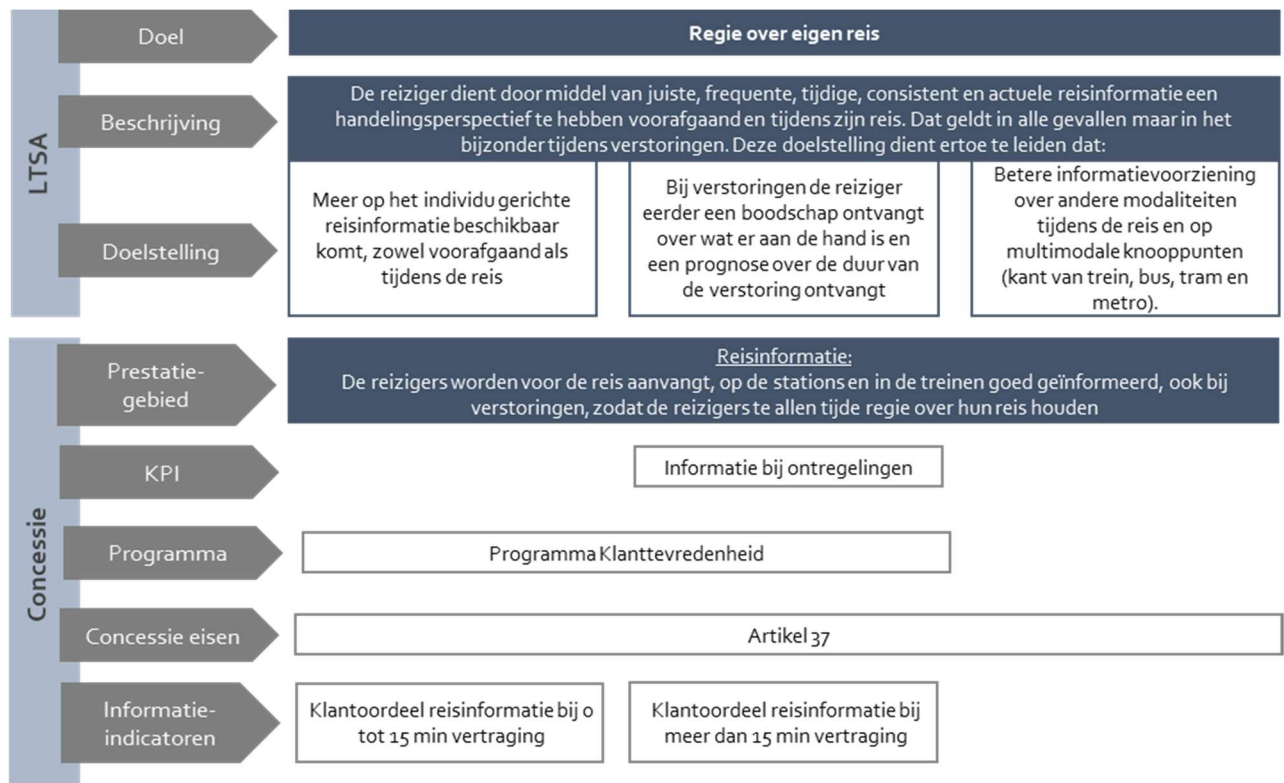 LTSA
Doel
Regie over eigen reis
Beschrijving
De reiziger dient door middel van juiste, frequente, tijdige, consistent en actuele reisinformatie een
handelingsperspectief te hebben voorafgaand en tijdens zijn reis. Dat geldt in alle gevallen maar in het
bijzonder tijdens verstoringen. Deze doelstelling dient ertoe te leiden dat:
Doelstelling
Meer op het individu gerichte
reisinformatie beschikbaar
komt, zowel voorafgaand als
tijdens de reis
Bij verstoringen de reiziger
eerder een boodschap ontvangt
over wat er aan de hand is en
een prognose over de duur van
de verstoring ontvangt
Betere informatievoorziening
over andere modaliteiten
tijdens de reis en op
multimodale knooppunten
(kant van trein, bus, tram en
metro).
Concessie
Prestatie-
gebied
Reisinformatie:
De reizigers worden voor de reis aanvangt, op de stations en in de treinen goed geïnformeerd, ook bij
verstoringen, zodat de reizigers te allen tijde regie over hun reis houden
KPI
Informatie bij ontregelingen
Programma
Programma Klanttevredenheid
Concessie eisen
Artikel 37
Informatie-
indicatoren
Klantoordeel reisinformatie bij 0
tot 15 min vertraging
Klantoordeel reisinformatie bij
meer dan 15 min vertraging